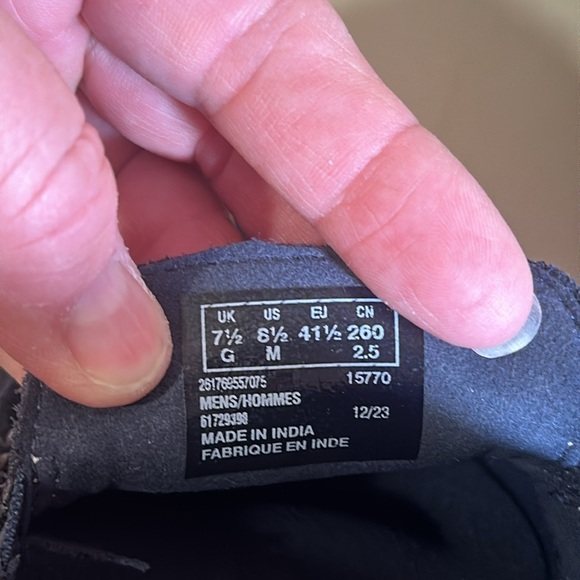 UK US EU CN
7½ 8½ 41½ 260
G M 2.5
261768557075 15770
MENS/HOMMES
61729398 12/23
MADE IN INDIA
FABRIQUE EN INDE